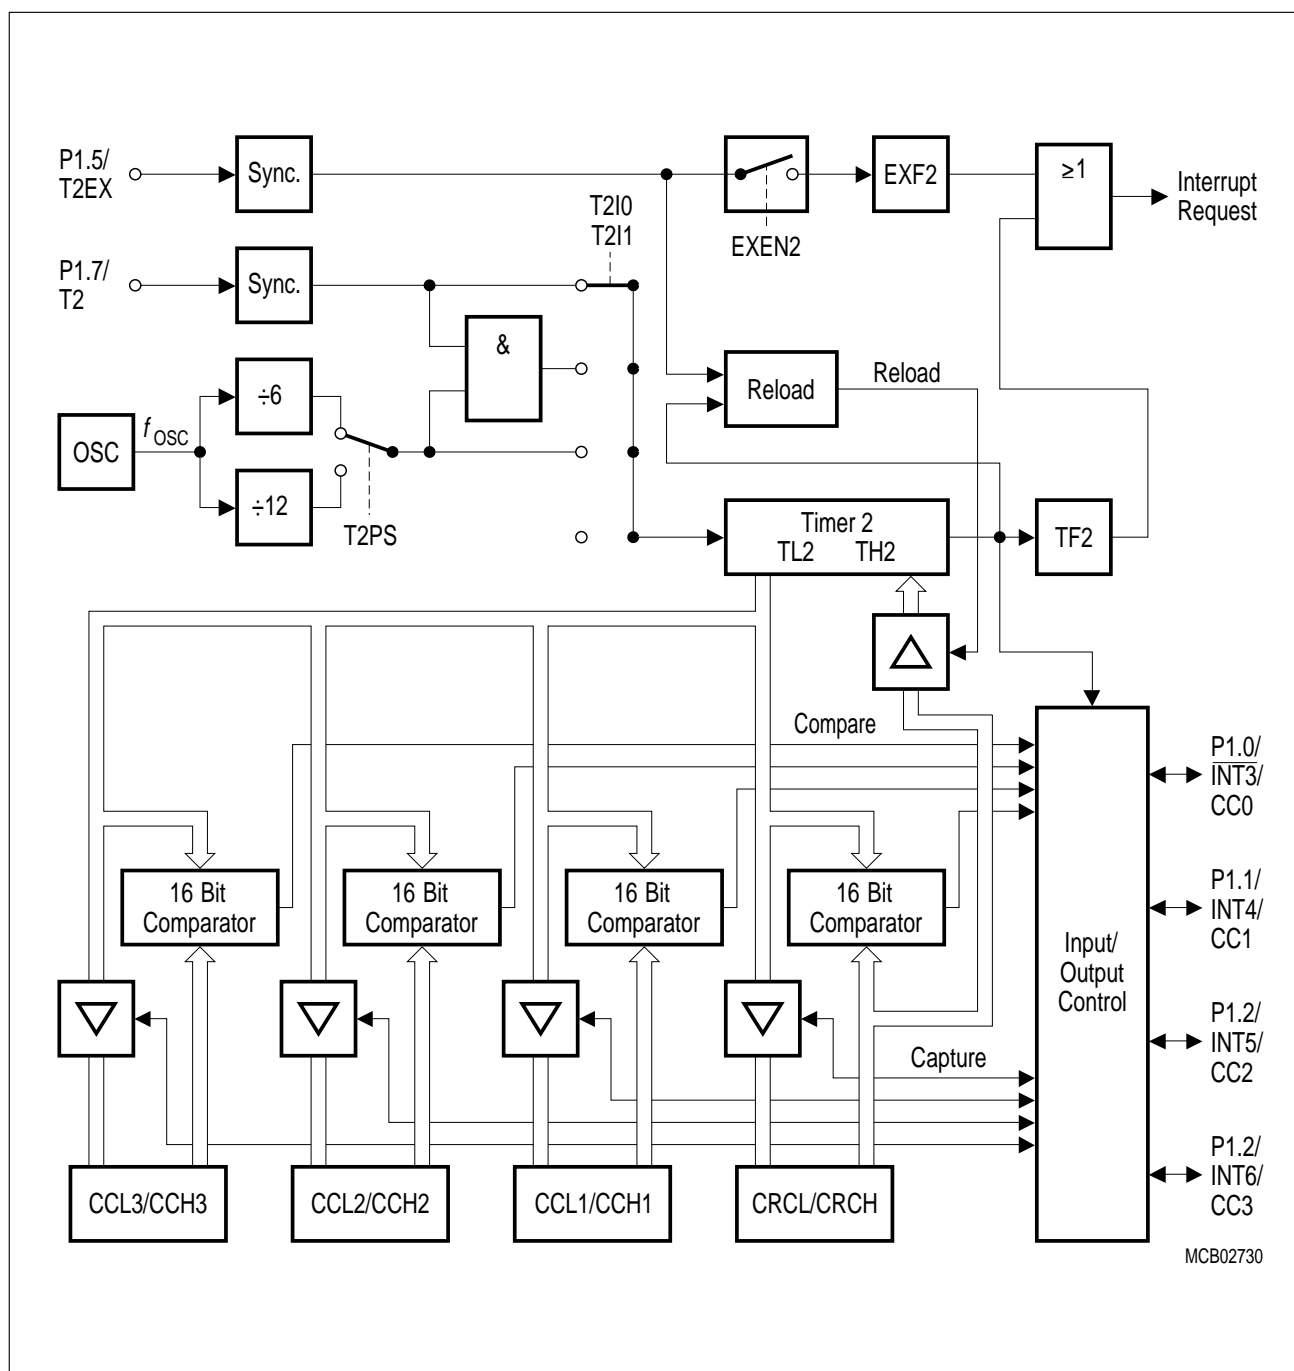 P1.5/
T2EX
Sync.
EXF2
≥1
Interrupt
Request
T2I0
T2I1
EXEN2
P1.7/
T2
Sync.
&
÷6
Reload
Reload
OSC
fOSC
÷12
T2PS
Timer 2
TL2 TH2
TF2
Compare
P1.0/
INT3/
CC0
16 Bit
Comparator
16 Bit
Comparator
16 Bit
Comparator
16 Bit
Comparator
P1.1/
INT4/
CC1
Input/
Output
Control
P1.2/
INT5/
CC2
Capture
P1.2/
INT6/
CC3
CCL3/CCH3
CCL2/CCH2
CCL1/CCH1
CRCL/CRCH
MCB02730